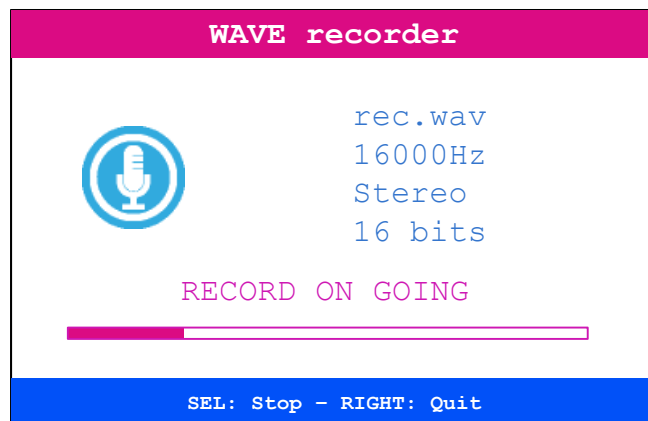 WAVE recorder
rec.wav
16000Hz
Stereo
16 bits
RECORD ON GOING
SEL: Stop – RIGHT: Quit